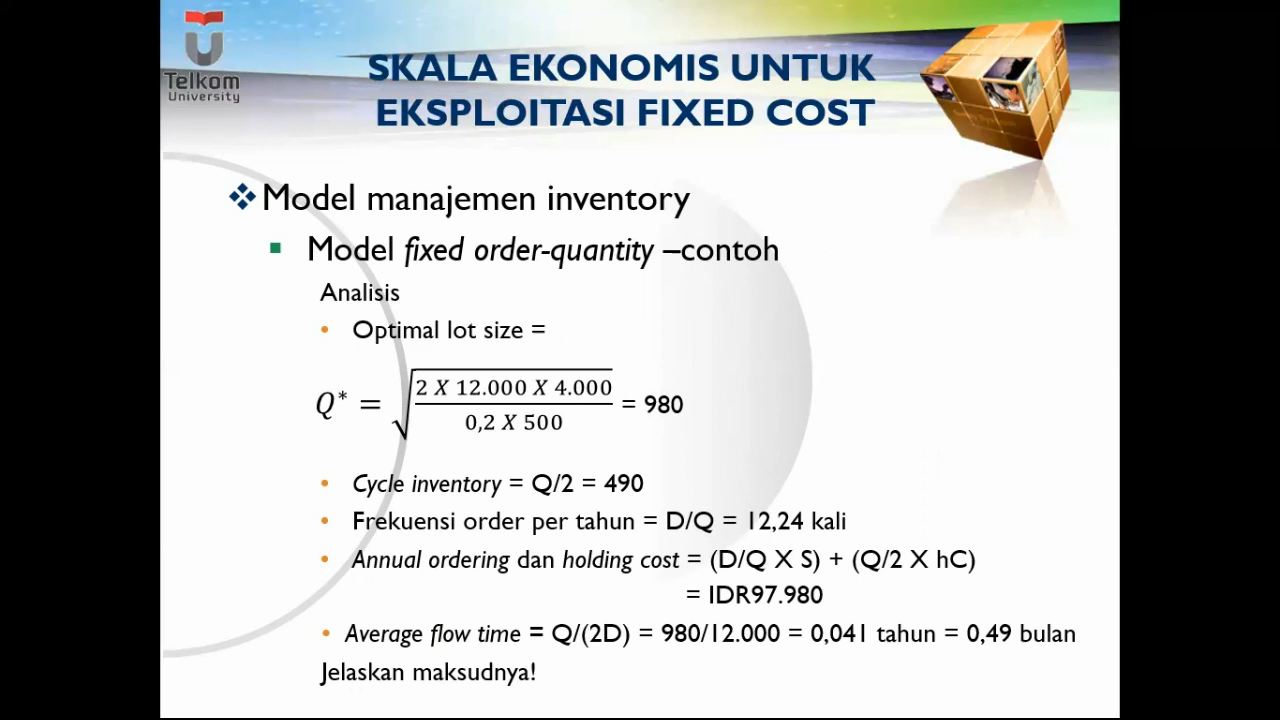 Telkom
University
SKALA EKONOMIS UNTUK
EKSPLOITASI FIXED COST
Model manajemen inventory
Model fixed order-quantity –contoh
Analisis
• Optimal lot size =
Q* = √(2 X 12.000 X 4.000 / 0,2 X 500) = 980
• Cycle inventory = Q/2 = 490
• Frekuensi order per tahun = D/Q = 12,24 kali
• Annual ordering dan holding cost = (D/Q X S) + (Q/2 X hC)
= IDR97.980
• Average flow time = Q/(2D) = 980/12.000 = 0,041 tahun = 0,49 bulan
Jelaskan maksudnya!